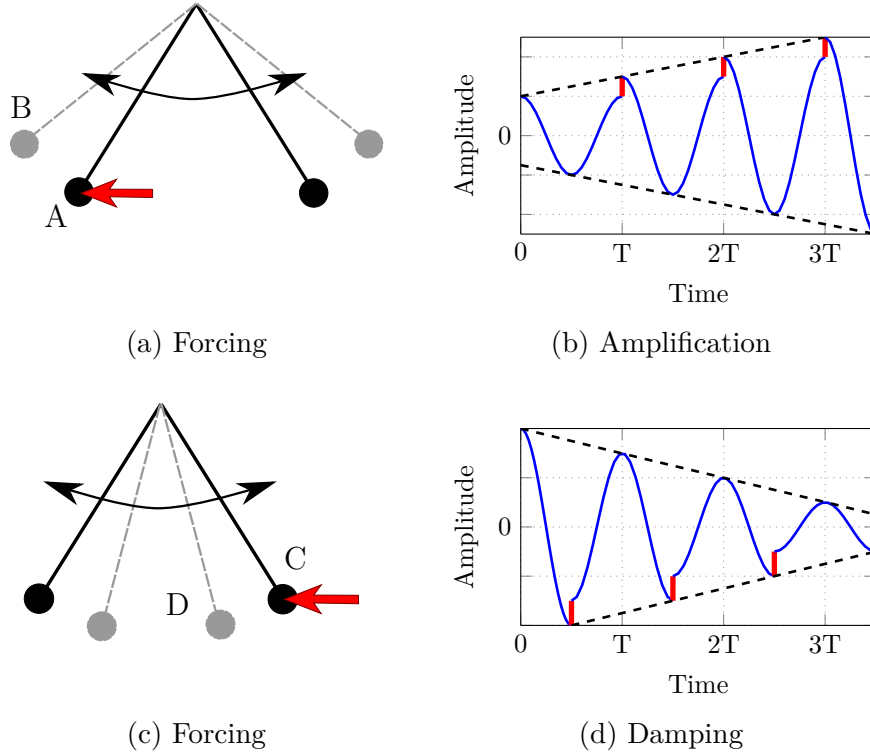 B
A
(a) Forcing
Amplitude
0
0 T 2T 3T
Time
(b) Amplification
C
D
(c) Forcing
Amplitude
0
0 T 2T 3T
Time
(d) Damping